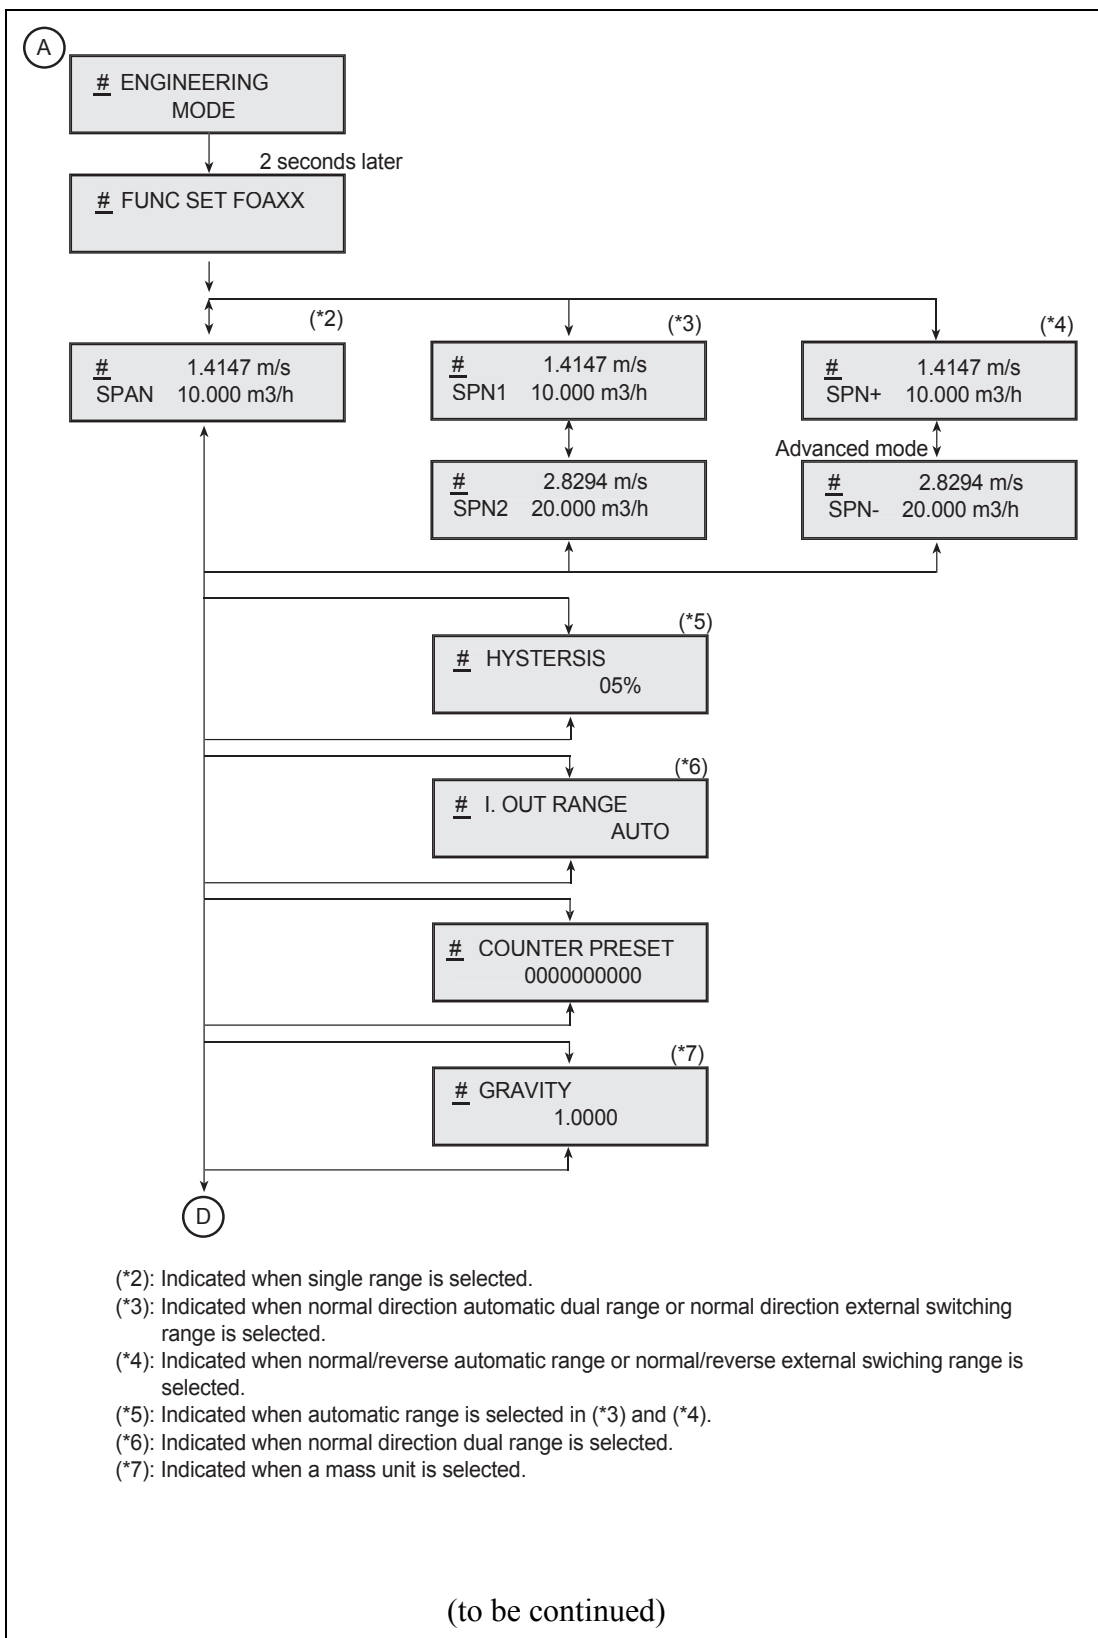 A
# ENGINEERING
MODE
2 seconds later
# FUNC SET FOAXX
(*2)
(*3)
(*4)
# 1.4147 m/s
SPAN 10.000 m3/h
# 1.4147 m/s
SPN1 10.000 m3/h
# 1.4147 m/s
SPN+ 10.000 m3/h
Advanced mode
# 2.8294 m/s
SPN2 20.000 m3/h
# 2.8294 m/s
SPN- 20.000 m3/h
(*5)
# HYSTERSIS
05%
(*6)
# I. OUT RANGE
AUTO
# COUNTER PRESET
0000000000
(*7)
# GRAVITY
1.0000
D
(*2): Indicated when single range is selected.
(*3): Indicated when normal direction automatic dual range or normal direction external switching
range is selected.
(*4): Indicated when normal/reverse automatic range or normal/reverse external swiching range is
selected.
(*5): Indicated when automatic range is selected in (*3) and (*4).
(*6): Indicated when normal direction dual range is selected.
(*7): Indicated when a mass unit is selected.
(to be continued)